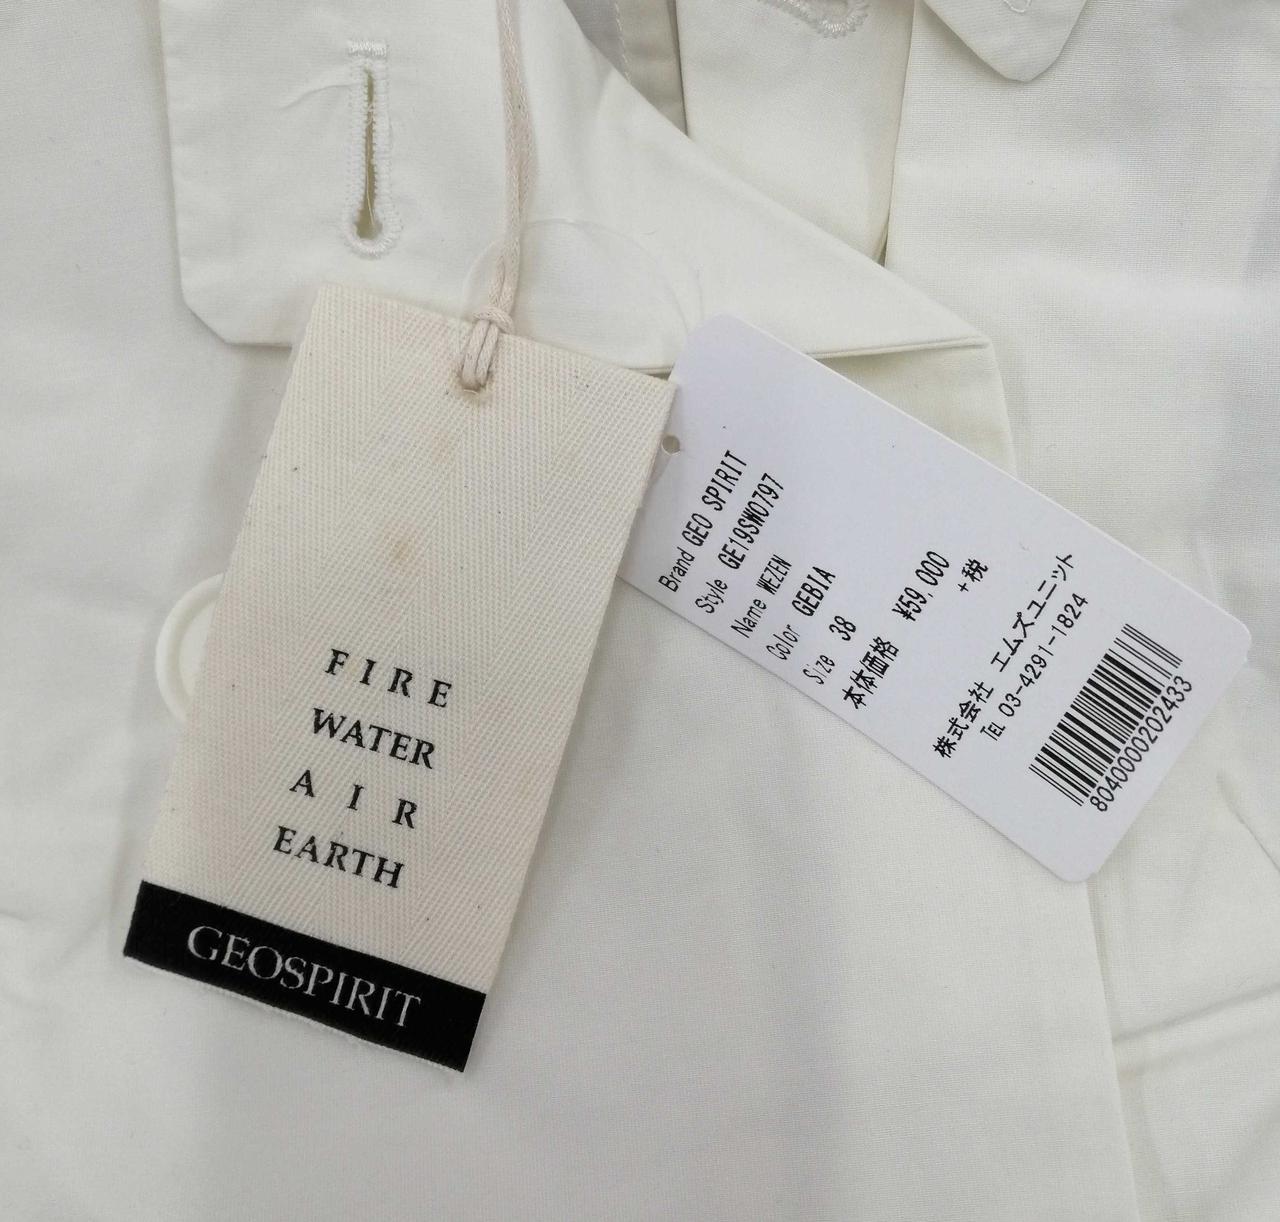 FIRE
WATER
AIR
EARTH
GEOSPIRIT
Brand GEO SPIRIT
Style GE19SW0797
Name WEZEN
Color GEBIA
Size 38
本体価格 ¥59,000
+税
株式会社 エムズユニット
TEL 03-4291-1824
8040000202433